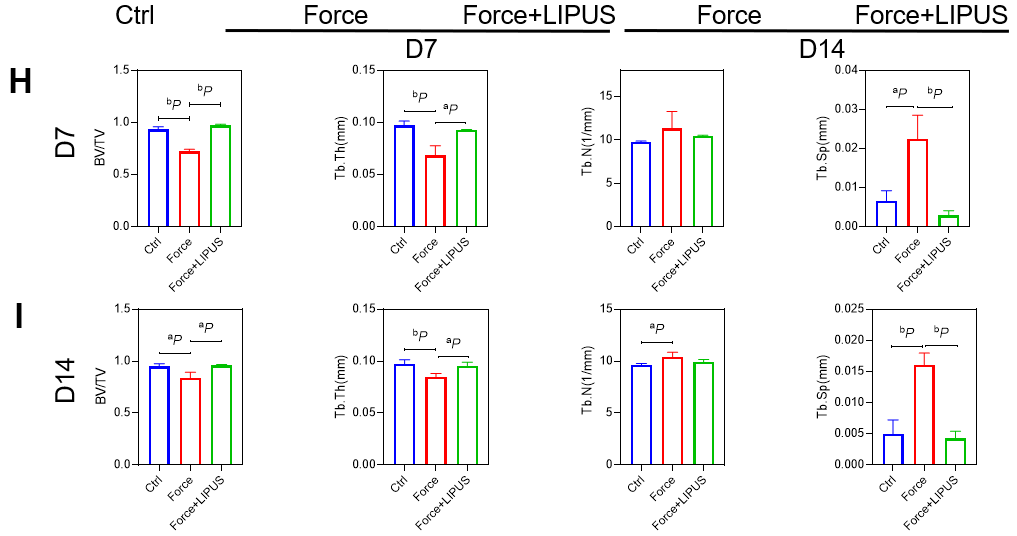 Ctrl Force Force+LIPUS Force Force+LIPUS
D7 D14
H
D7
1.5 1.0 0.5 0.0
BV/TV
bP bP
Ctrl Force Force+LIPUS
0.15 0.10 0.05 0.00
Tb.Th(mm)
bP aP
Ctrl Force Force+LIPUS
15 10 5 0
Tb.N(1/mm)
Ctrl Force Force+LIPUS
0.04 0.03 0.02 0.01 0.00
Tb.Sp(mm)
aP bP
Ctrl Force Force+LIPUS
I
D14
1.5 1.0 0.5 0.0
BV/TV
aP aP
Ctrl Force Force+LIPUS
0.15 0.10 0.05 0.00
Tb.Th(mm)
bP aP
Ctrl Force Force+LIPUS
15 10 5 0
Tb.N(1/mm)
aP
Ctrl Force Force+LIPUS
0.025 0.020 0.015 0.010 0.005 0.000
Tb.Sp(mm)
bP bP
Ctrl Force Force+LIPUS